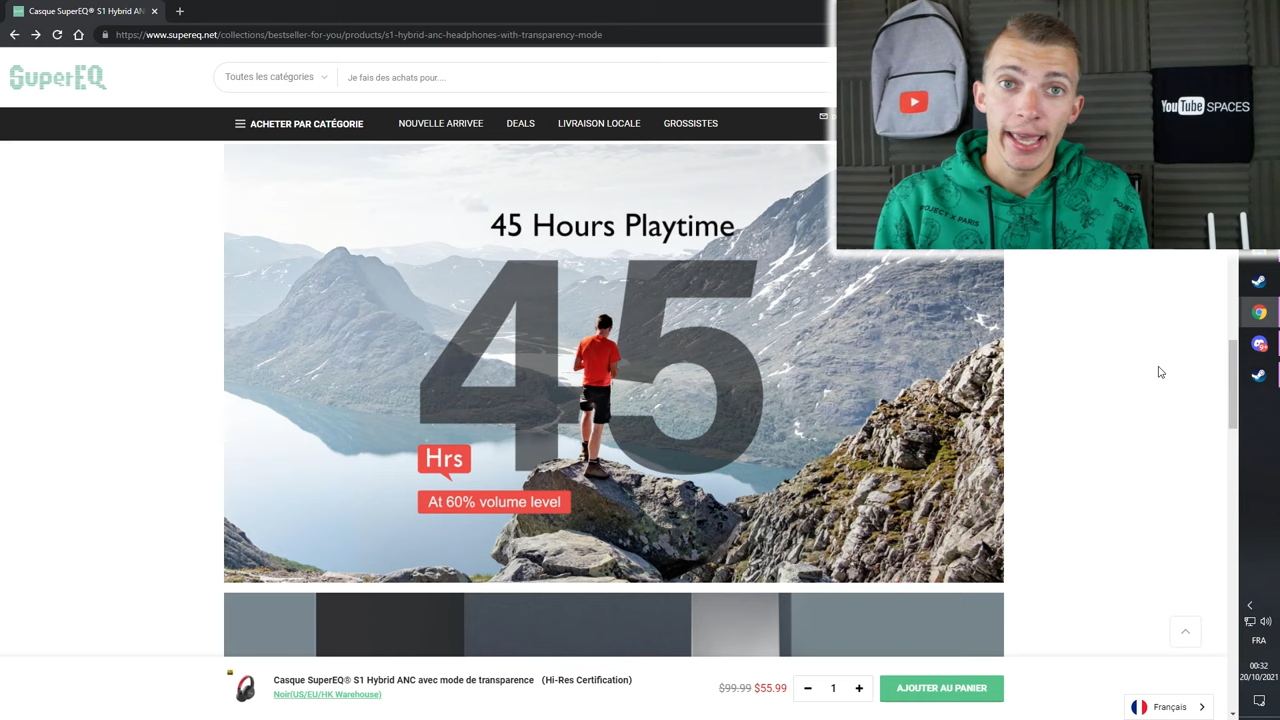 Casque SuperEQ® S1 Hybrid AN
https://www.supereq.net/collections/bestseller-for-you/products/s1-hybrid-anc-headphones-with-transparency-mode
SuperEQ
Toutes les catégories
Je fais des achats pour....
ACHETER PAR CATÉGORIE
NOUVELLE ARRIVEE
DEALS
LIVRAISON LOCALE
GROSSISTES
YouTube SPACES
PROJECT X PARIS
45 Hours Playtime
45
Hrs
At 60% volume level
Casque SuperEQ® S1 Hybrid ANC avec mode de transparence (Hi-Res Certification)
Noir(US/EU/HK Warehouse)
$99.99 $55.99
1
AJOUTER AU PANIER
Français
FRA
00:32
20/10/2021